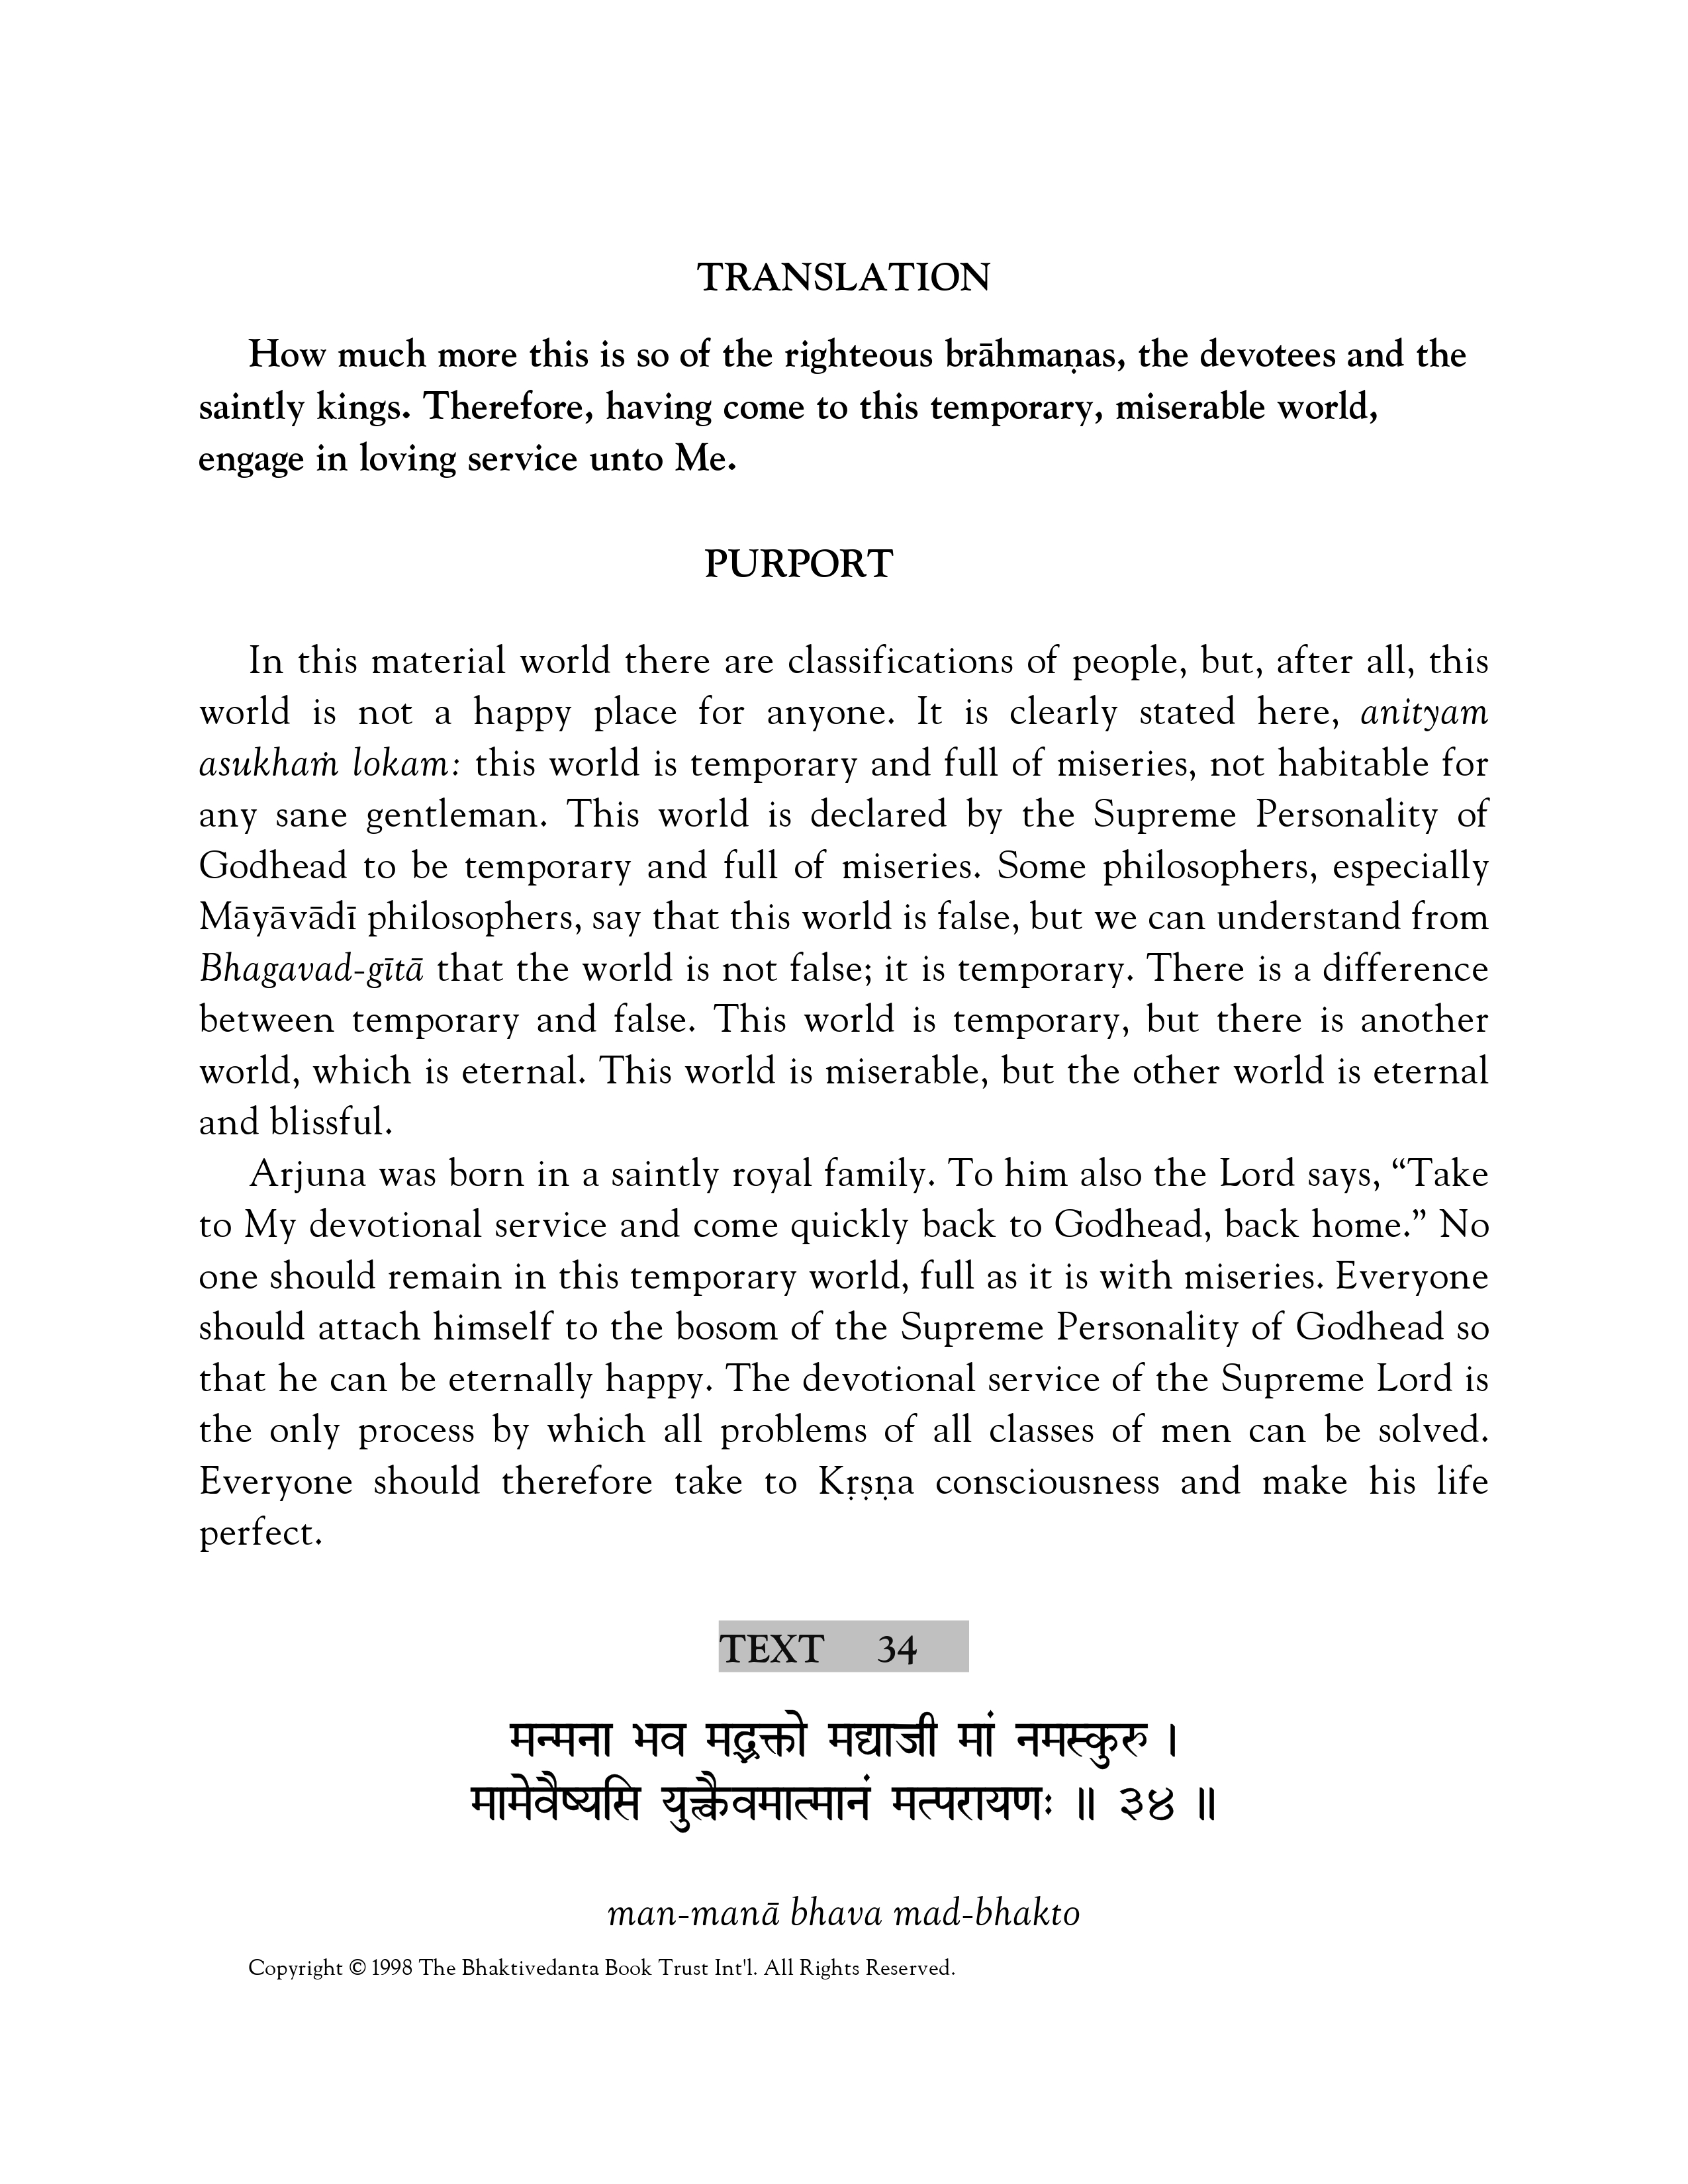 TRANSLATION
How much more this is so of the righteous brāhmaṇas, the devotees and the
saintly kings. Therefore, having come to this temporary, miserable world,
engage in loving service unto Me.
PURPORT
In this material world there are classifications of people, but, after all, this
world is not a happy place for anyone. It is clearly stated here, anityam
asukhaṁ lokam: this world is temporary and full of miseries, not habitable for
any sane gentleman. This world is declared by the Supreme Personality of
Godhead to be temporary and full of miseries. Some philosophers, especially
Māyāvādī philosophers, say that this world is false, but we can understand from
Bhagavad-gītā that the world is not false; it is temporary. There is a difference
between temporary and false. This world is temporary, but there is another
world, which is eternal. This world is miserable, but the other world is eternal
and blissful.
Arjuna was born in a saintly royal family. To him also the Lord says, “Take
to My devotional service and come quickly back to Godhead, back home.” No
one should remain in this temporary world, full as it is with miseries. Everyone
should attach himself to the bosom of the Supreme Personality of Godhead so
that he can be eternally happy. The devotional service of the Supreme Lord is
the only process by which all problems of all classes of men can be solved.
Everyone should therefore take to Kṛṣṇa consciousness and make his life
perfect.
TEXT 34
मन्मना भव मद्भक्तो मद्याजी मां नमस्कुरु ।
मामेवैष्यसि युक्त्वैवमात्मानं मत्परायणः ॥ ३४ ॥
man-manā bhava mad-bhakto
Copyright © 1998 The Bhaktivedanta Book Trust Int'l. All Rights Reserved.